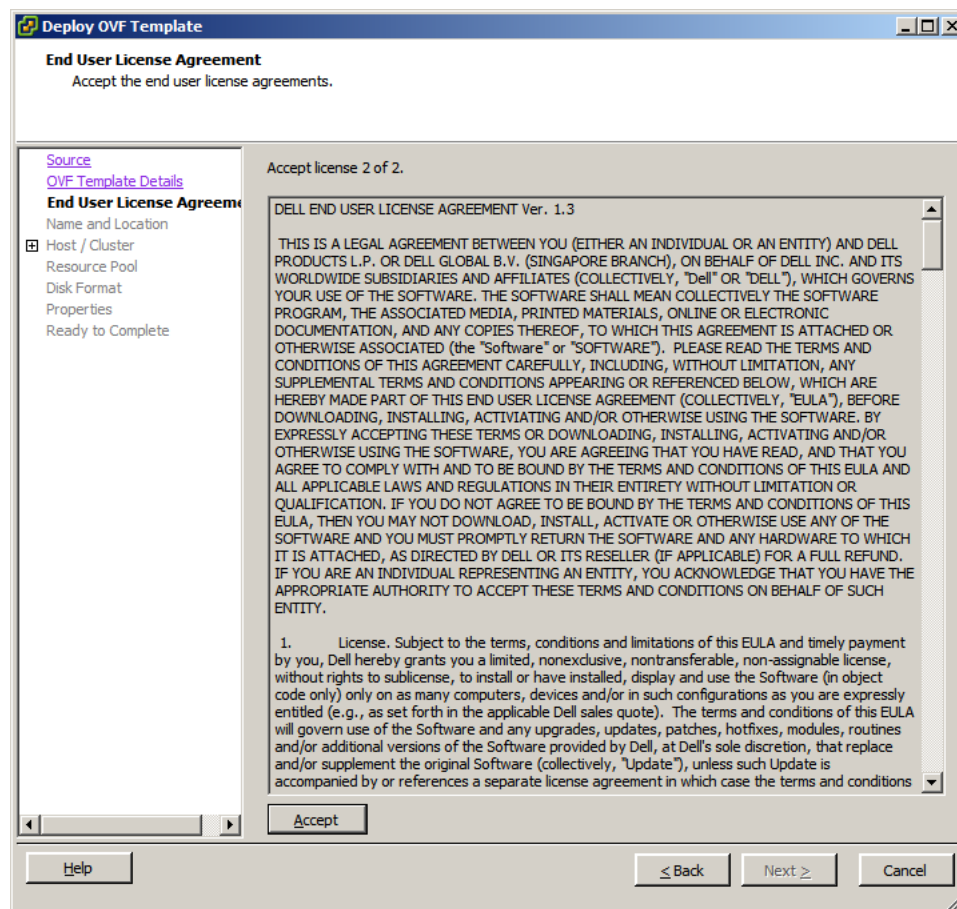 Deploy OVF Template
End User License Agreement
Accept the end user license agreements.
Source
OVF Template Details
End User License Agreeme
Name and Location
Host / Cluster
Resource Pool
Disk Format
Properties
Ready to Complete
Accept license 2 of 2.
DELL END USER LICENSE AGREEMENT Ver. 1.3
THIS IS A LEGAL AGREEMENT BETWEEN YOU (EITHER AN INDIVIDUAL OR AN ENTITY) AND DELL
PRODUCTS L.P. OR DELL GLOBAL B.V. (SINGAPORE BRANCH), ON BEHALF OF DELL INC. AND ITS
WORLDWIDE SUBSIDIARIES AND AFFILIATES (COLLECTIVELY, "Dell" OR "DELL"), WHICH GOVERNS
YOUR USE OF THE SOFTWARE. THE SOFTWARE SHALL MEAN COLLECTIVELY THE SOFTWARE
PROGRAM, THE ASSOCIATED MEDIA, PRINTED MATERIALS, ONLINE OR ELECTRONIC
DOCUMENTATION, AND ANY COPIES THEREOF, TO WHICH THIS AGREEMENT IS ATTACHED OR
OTHERWISE ASSOCIATED (the "Software" or "SOFTWARE"). PLEASE READ THE TERMS AND
CONDITIONS OF THIS AGREEMENT CAREFULLY, INCLUDING, WITHOUT LIMITATION, ANY
SUPPLEMENTAL TERMS AND CONDITIONS APPEARING OR REFERENCED BELOW, WHICH ARE
HEREBY MADE PART OF THIS END USER LICENSE AGREEMENT (COLLECTIVELY, "EULA"), BEFORE
DOWNLOADING, INSTALLING, ACTIVIATING AND/OR OTHERWISE USING THE SOFTWARE. BY
EXPRESSLY ACCEPTING THESE TERMS OR DOWNLOADING, INSTALLING, ACTIVATING AND/OR
OTHERWISE USING THE SOFTWARE, YOU ARE AGREEING THAT YOU HAVE READ, AND THAT YOU
AGREE TO COMPLY WITH AND TO BE BOUND BY THE TERMS AND CONDITIONS OF THIS EULA AND
ALL APPLICABLE LAWS AND REGULATIONS IN THEIR ENTIRETY WITHOUT LIMITATION OR
QUALIFICATION. IF YOU DO NOT AGREE TO BE BOUND BY THE TERMS AND CONDITIONS OF THIS
EULA, THEN YOU MAY NOT DOWNLOAD, INSTALL, ACTIVATE OR OTHERWISE USE ANY OF THE
SOFTWARE AND YOU MUST PROMPTLY RETURN THE SOFTWARE AND ANY HARDWARE TO WHICH
IT IS ATTACHED, AS DIRECTED BY DELL OR ITS RESELLER (IF APPLICABLE) FOR A FULL REFUND.
IF YOU ARE AN INDIVIDUAL REPRESENTING AN ENTITY, YOU ACKNOWLEDGE THAT YOU HAVE THE
APPROPRIATE AUTHORITY TO ACCEPT THESE TERMS AND CONDITIONS ON BEHALF OF SUCH
ENTITY.
1. License. Subject to the terms, conditions and limitations of this EULA and timely payment
by you, Dell hereby grants you a limited, nonexclusive, nontransferable, non-assignable license,
without rights to sublicense, to install or have installed, display and use the Software (in object
code only) only on as many computers, devices and/or in such configurations as you are expressly
entitled (e.g., as set forth in the applicable Dell sales quote). The terms and conditions of this EULA
will govern use of the Software and any upgrades, updates, patches, hotfixes, modules, routines
and/or additional versions of the Software provided by Dell, at Dell's sole discretion, that replace
and/or supplement the original Software (collectively, "Update"), unless such Update is
accompanied by or references a separate license agreement in which case the terms and conditions
Accept
Help
< Back
Next >
Cancel